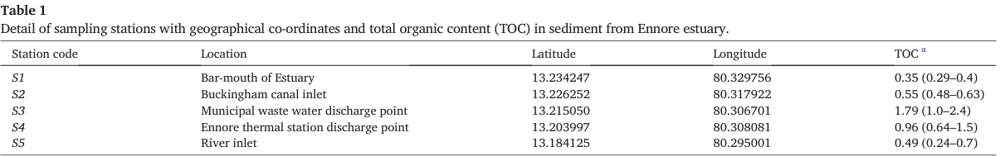 Table 1
Detail of sampling stations with geographical co-ordinates and total organic content (TOC) in sediment from Ennore estuary.
Station code Location Latitude Longitude TOC a
S1 Bar-mouth of Estuary 13.234247 80.329756 0.35 (0.29–0.4)
S2 Buckingham canal inlet 13.226252 80.317922 0.55 (0.48–0.63)
S3 Municipal waste water discharge point 13.215050 80.306701 1.79 (1.0–2.4)
S4 Ennore thermal station discharge point 13.203997 80.308081 0.96 (0.64–1.5)
S5 River inlet 13.184125 80.295001 0.49 (0.24–0.7)